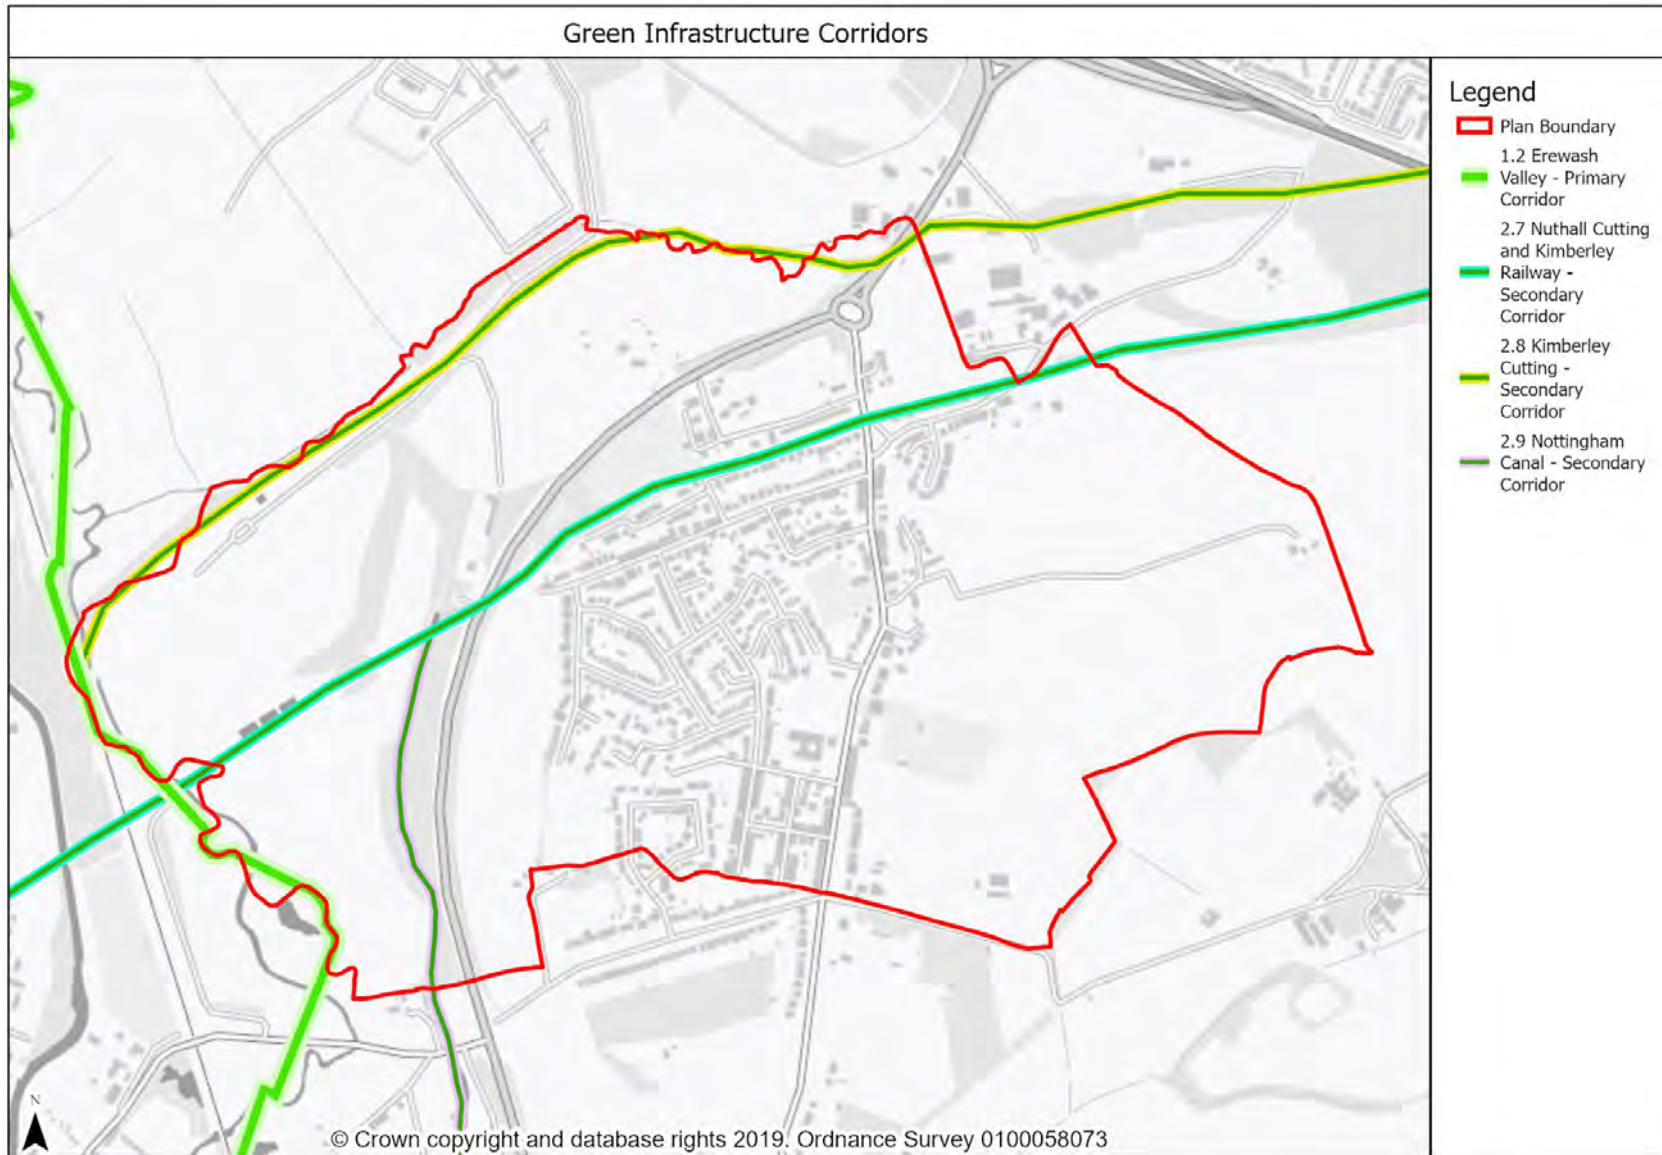 Green Infrastructure Corridors
Legend
Plan Boundary
1.2 Erewash
Valley - Primary
Corridor
2.7 Nuthall Cutting
and Kimberley
Railway -
Secondary
Corridor
2.8 Kimberley
Cutting -
Secondary
Corridor
2.9 Nottingham
Canal - Secondary
Corridor
N
© Crown copyright and database rights 2019. Ordnance Survey 0100058073